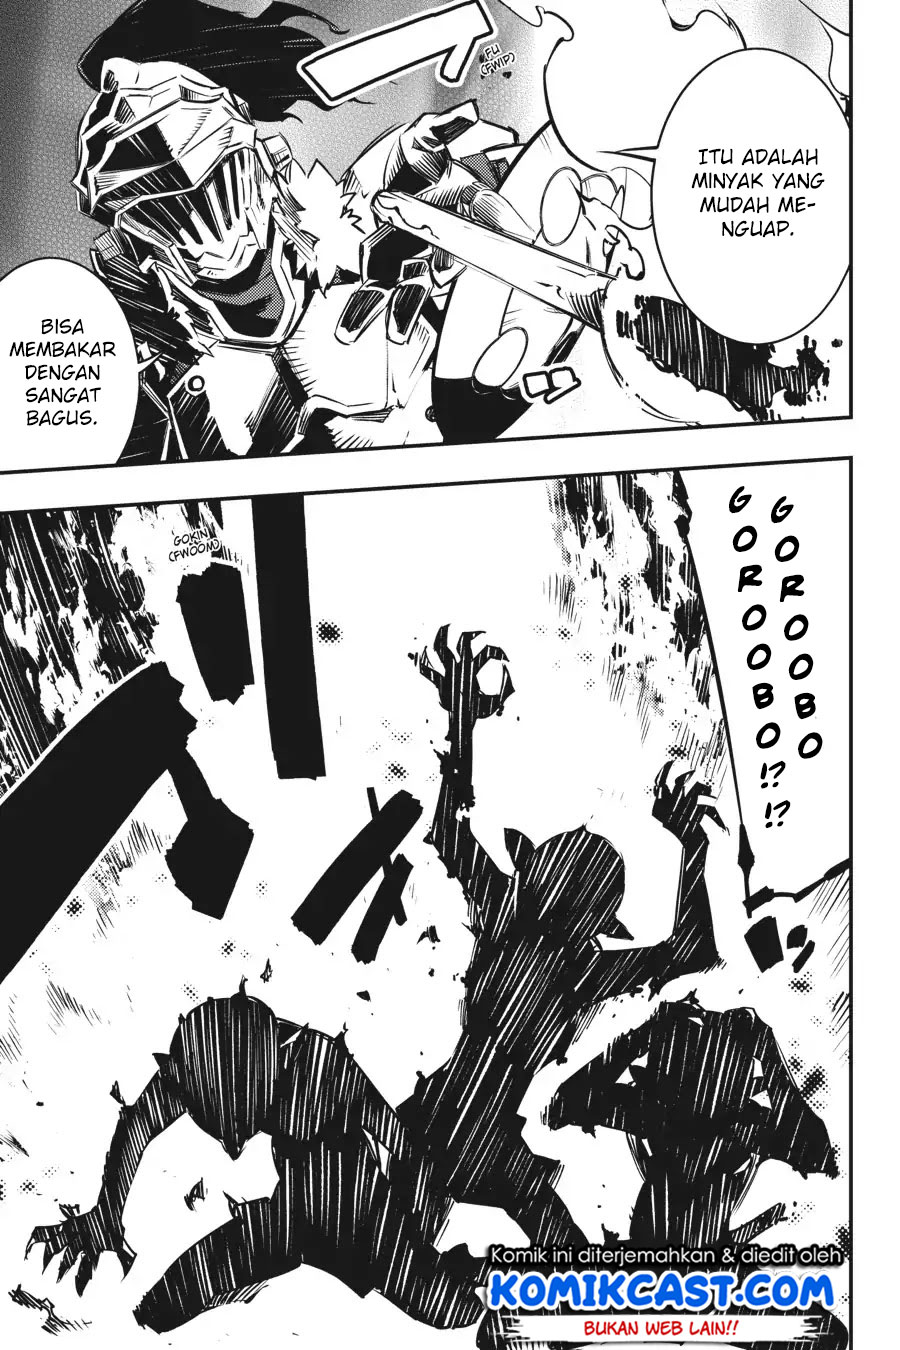 FU
(FWIP)
ITU ADALAH
MINYAK YANG
MUDAH ME-
NGUAP.
BISA
MEMBAKAR
DENGAN
SANGAT
BAGUS.
GOROOBO
GOROOBO!?!?
GOKIN
(FWOOM)
Komik ini diterjemahkan & diedit oleh
KOMIKCAST.COM
BUKAN WEB LAIN!!